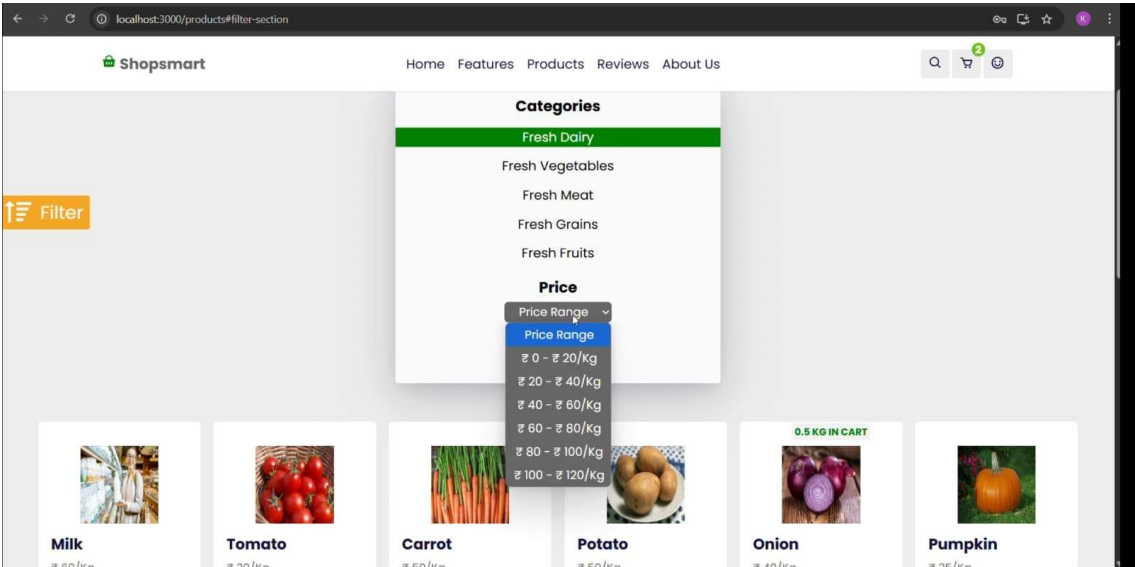 localhost:3000/products#filter-section
K
Shopsmart
Home Features Products Reviews About Us
2
Categories
Fresh Dairy
Fresh Vegetables
Fresh Meat
Fresh Grains
Fresh Fruits
Filter
Price
Price Range
Price Range
₹ 0 - ₹ 20/Kg
₹ 20 - ₹ 40/Kg
₹ 40 - ₹ 60/Kg
₹ 60 - ₹ 80/Kg
₹ 80 - ₹ 100/Kg
₹ 100 - ₹ 120/Kg
0.5 KG IN CART
Milk Tomato Carrot Potato Onion Pumpkin